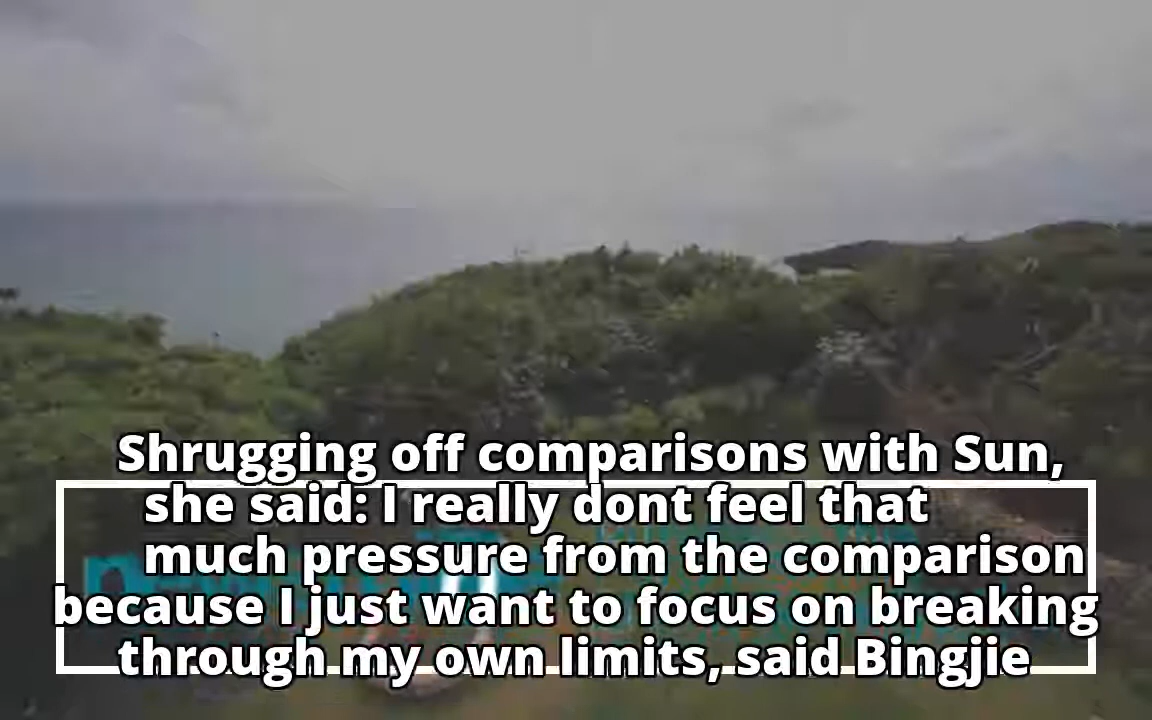 Shrugging off comparisons with Sun,
she said: I really dont feel that
much pressure from the comparison
because I just want to focus on breaking
through my own limits, said Bingjie